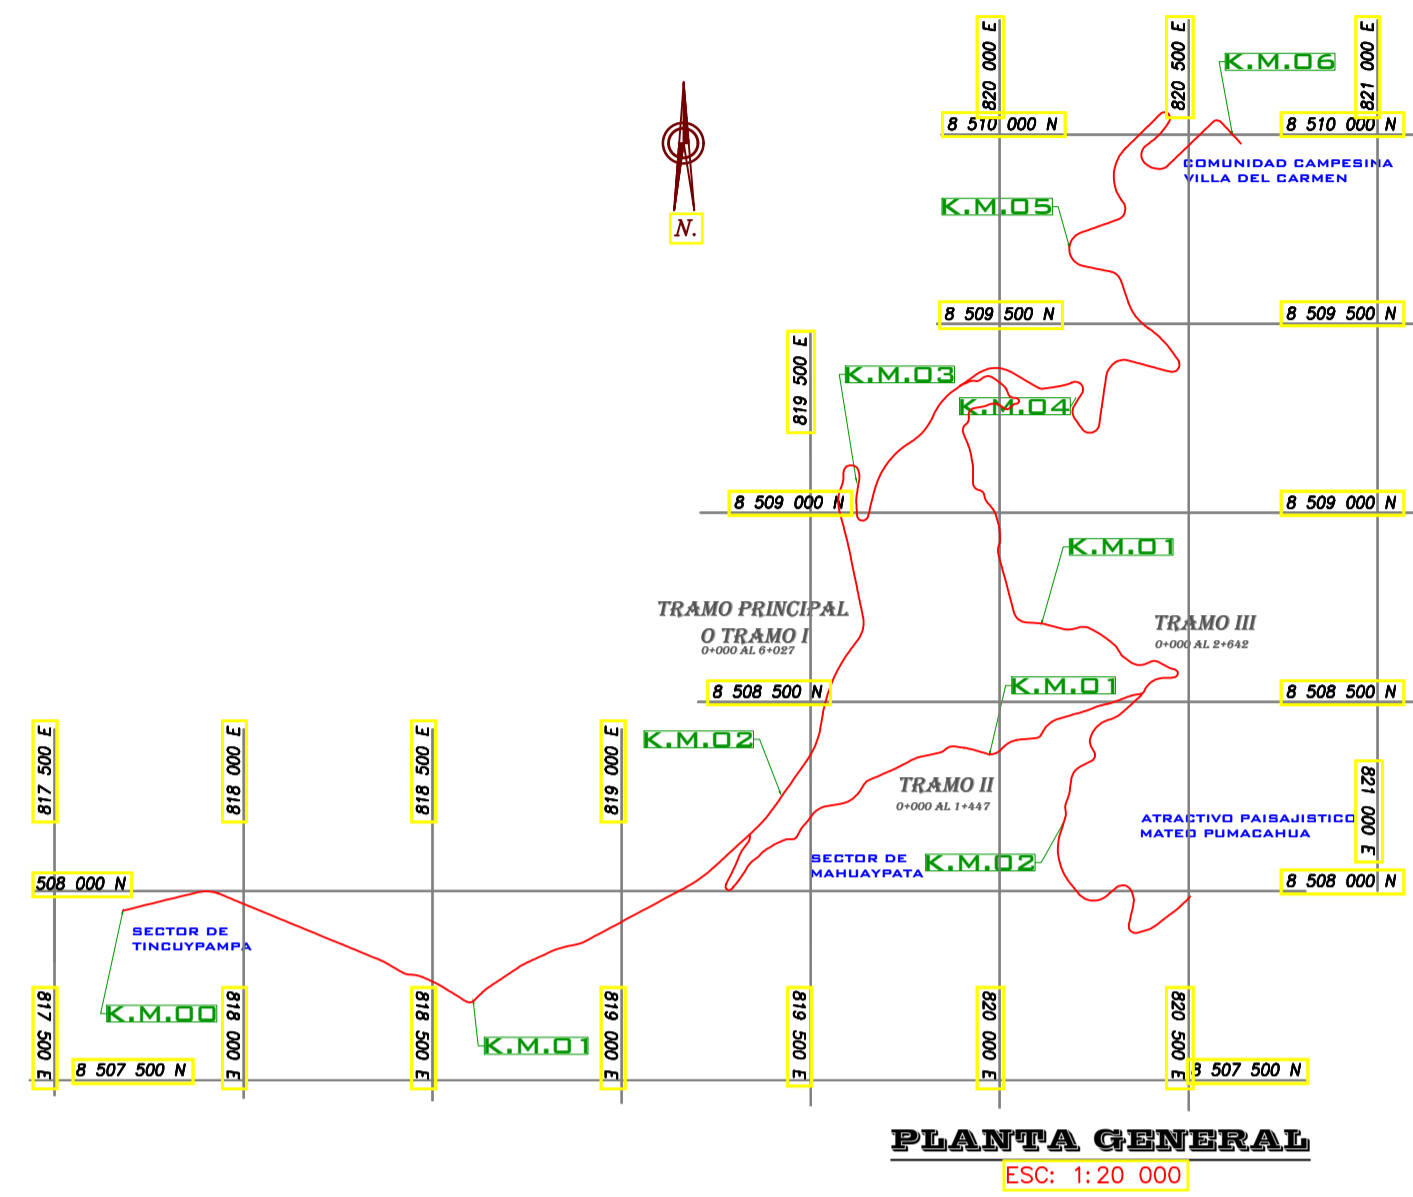 820 000 E
820 500 E
821 000 E
K.M.06
8 510 000 N
8 510 000 N
COMUNIDAD CAMPESINA
VILLA DEL CARMEN
K.M.05
N.
8 509 500 N
8 509 500 N
819 500 E
K.M.03
K.M.04
8 509 000 N
8 509 000 N
K.M.01
TRAMO PRINCIPAL
O TRAMO I
0+000 AL 6+027
TRAMO III
0+000 AL 2+642
K.M.01
8 508 500 N
8 508 500 N
817 500 E
818 000 E
818 500 E
819 000 E
K.M.02
TRAMO II
0+000 AL 1+447
821 000 E
ATRACTIVO PAISAJISTICO
MATEO PUMACAHUA
SECTOR DE
MAHUAYPATA
K.M.02
508 000 N
8 508 000 N
SECTOR DE
TINCUYPAMPA
K.M.00
K.M.01
817 500 E
818 000 E
818 500 E
819 000 E
819 500 E
820 000 E
820 500 E
8 507 500 N
8 507 500 N
PLANTA GENERAL
ESC: 1:20 000